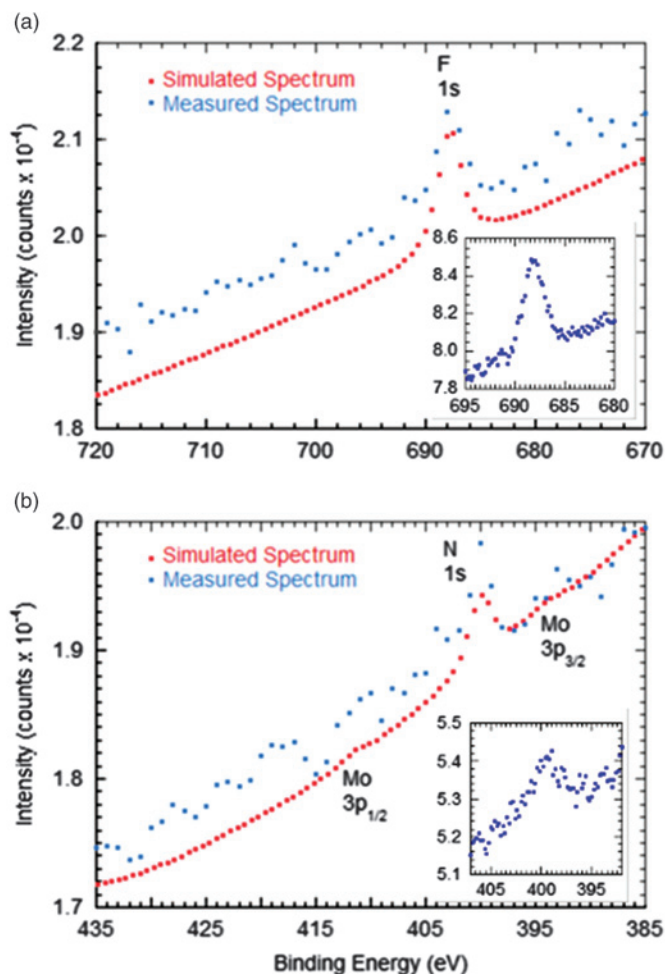 (a)
2.2
2.1
2.0
1.9
1.8
Intensity (counts x 10⁻⁴)
Simulated Spectrum
Measured Spectrum
F
1s
8.6
8.4
8.2
8.0
7.8
695 690 685 680
720 710 700 690 680 670
(b)
2.0
1.9
1.8
1.7
Intensity (counts x 10⁻⁴)
Simulated Spectrum
Measured Spectrum
N
1s
Mo
3p3/2
Mo
3p1/2
5.5
5.4
5.3
5.2
5.1
405 400 395
435 425 415 405 395 385
Binding Energy (eV)